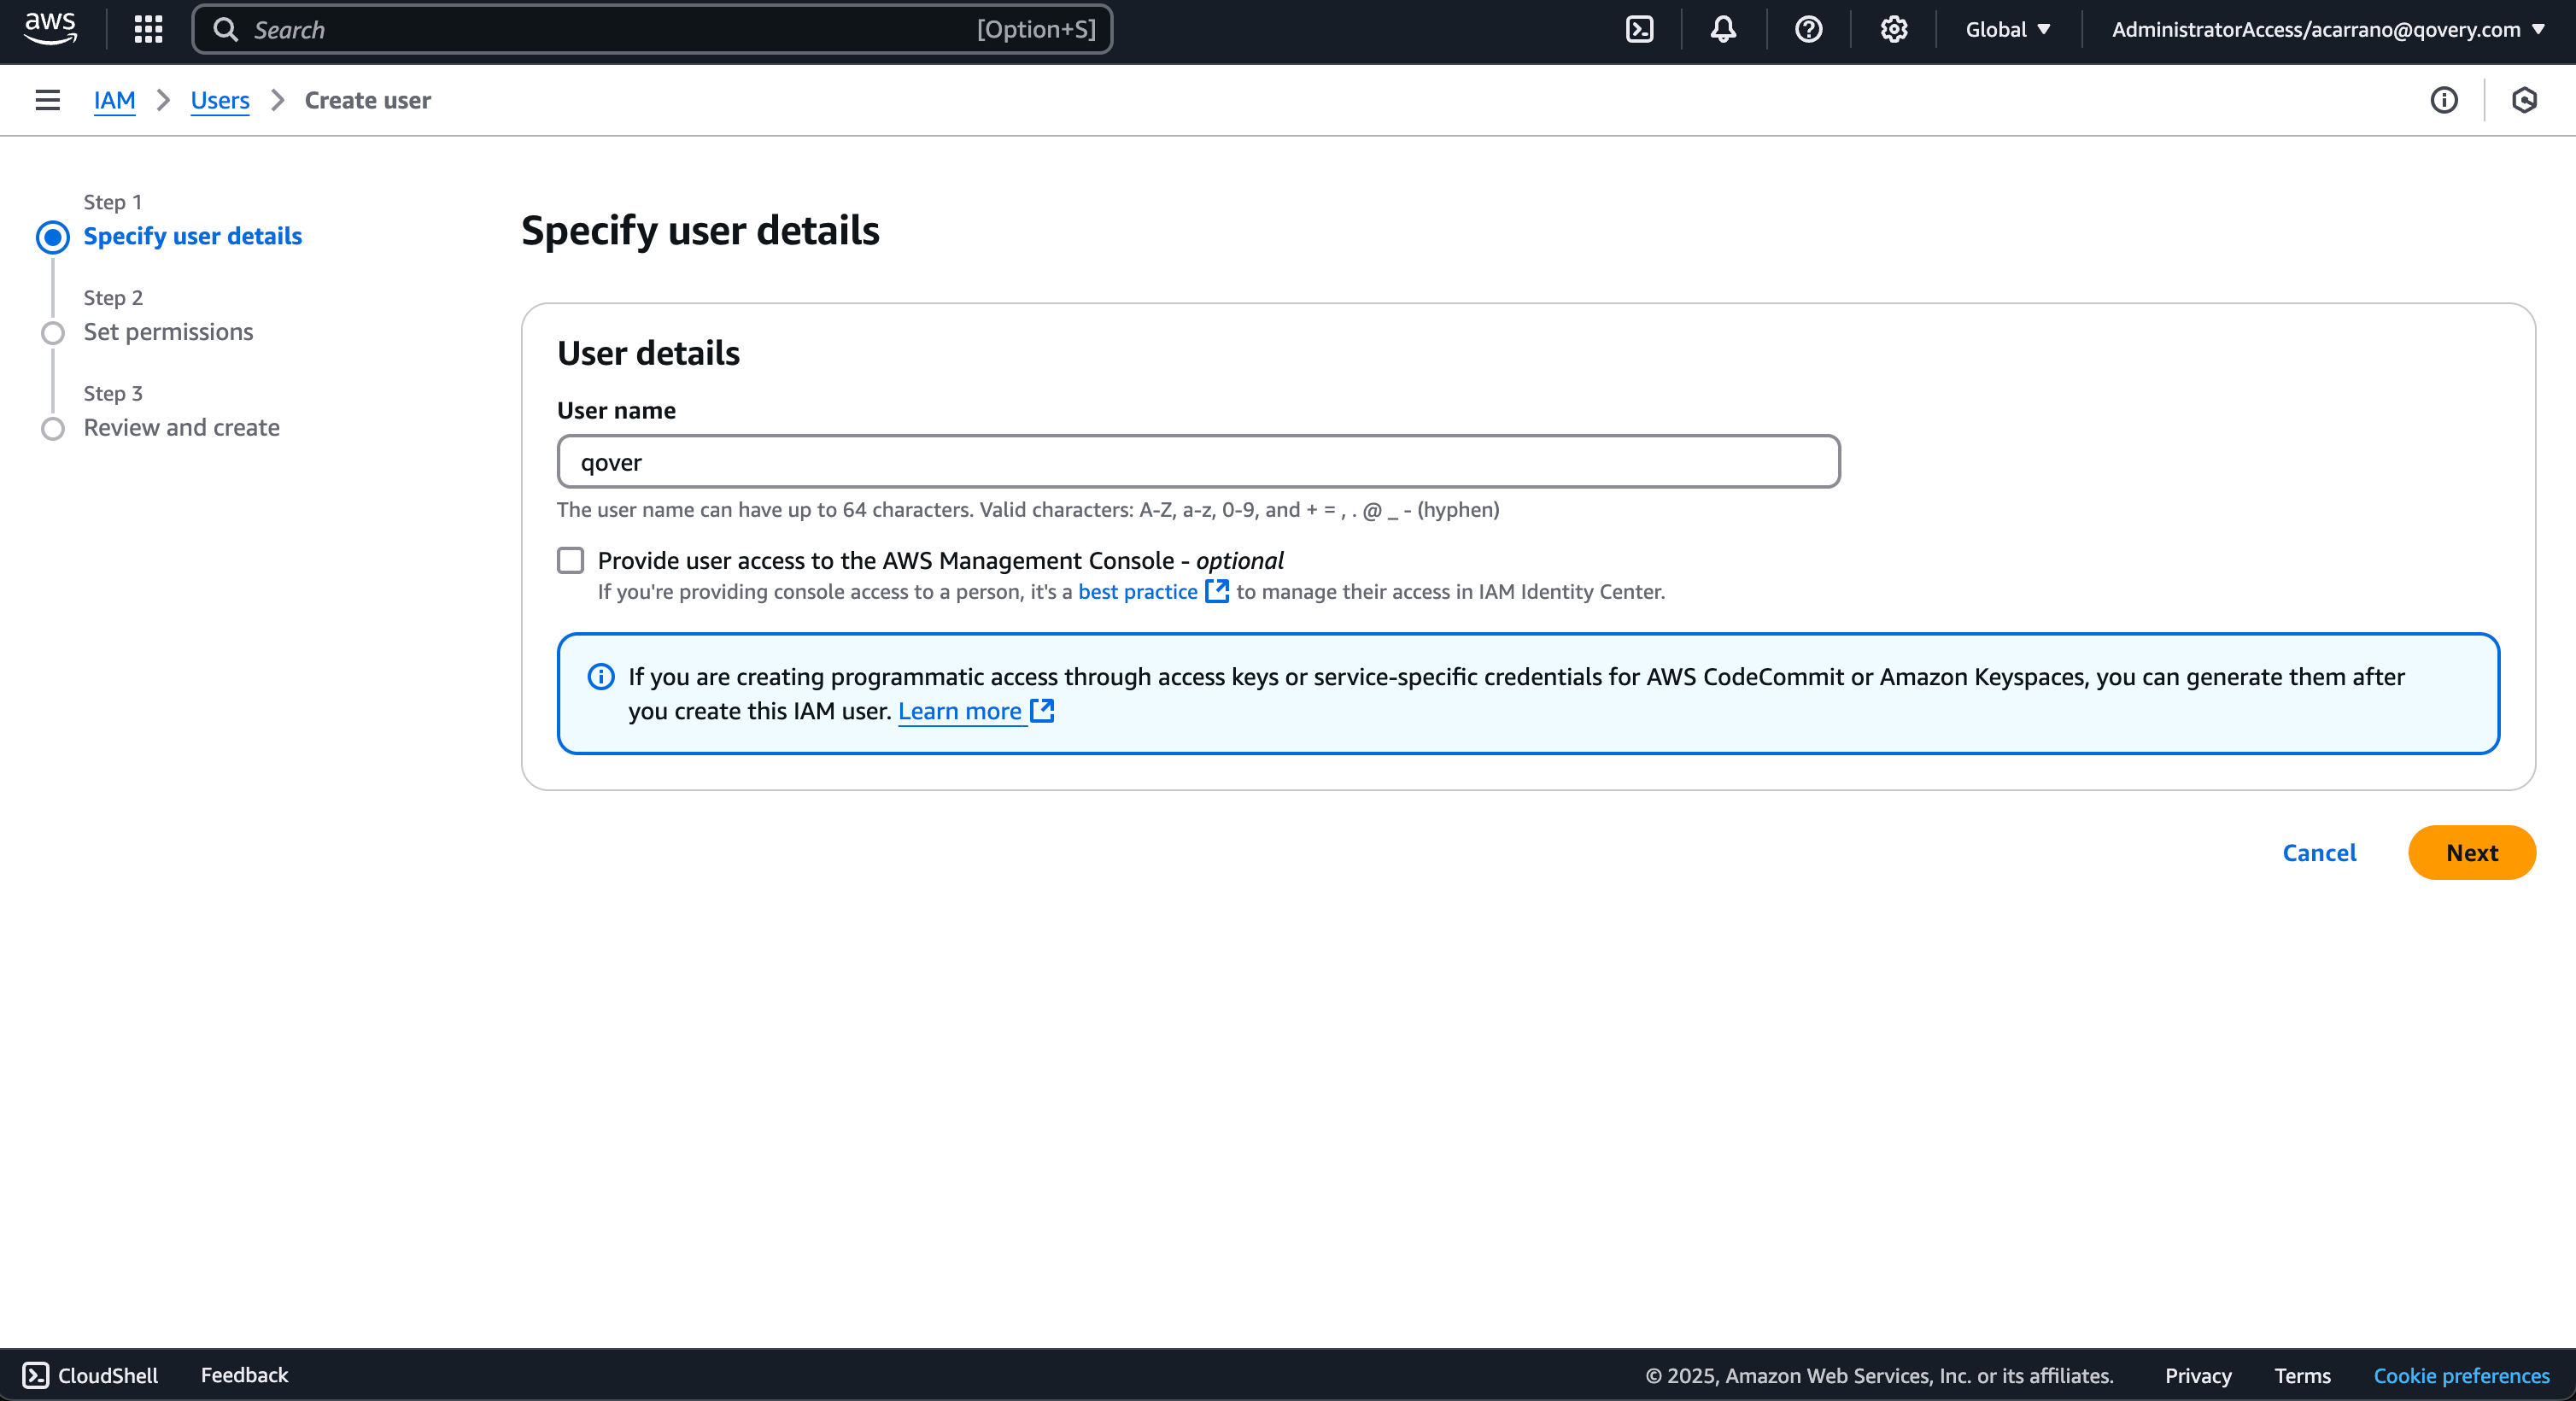 aws
Search
[Option+S]
Global
AdministratorAccess/acarrano@qovery.com
IAM
Users
Create user
Step 1
Specify user details
Step 2
Set permissions
Step 3
Review and create
Specify user details
User details
User name
qover
The user name can have up to 64 characters. Valid characters: A-Z, a-z, 0-9, and + = , . @ _ - (hyphen)
Provide user access to the AWS Management Console - optional
If you're providing console access to a person, it's a best practice to manage their access in IAM Identity Center.
If you are creating programmatic access through access keys or service-specific credentials for AWS CodeCommit or Amazon Keyspaces, you can generate them after
you create this IAM user. Learn more
Cancel
Next
CloudShell
Feedback
© 2025, Amazon Web Services, Inc. or its affiliates.
Privacy
Terms
Cookie preferences